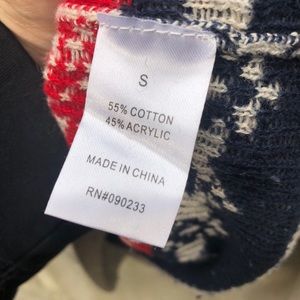 S
55% COTTON
45% ACRYLIC
MADE IN CHINA
RN#090233